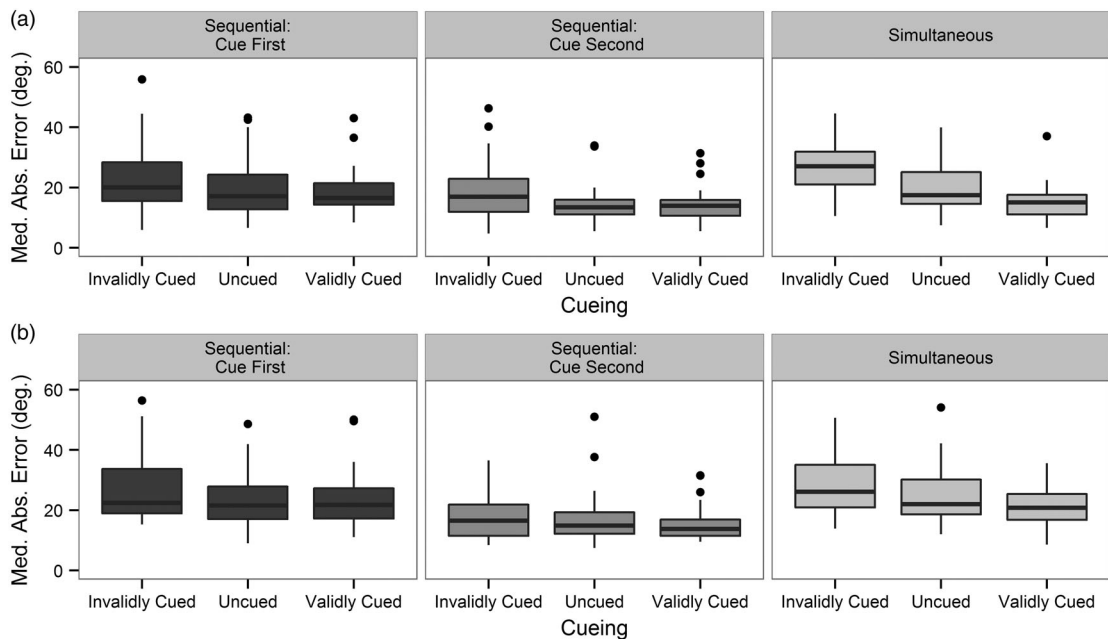 (a)
Sequential:
Cue First
Sequential:
Cue Second
Simultaneous
Med. Abs. Error (deg.)
60
40
20
0
Invalidly Cued Uncued Validly Cued Invalidly Cued Uncued Validly Cued Invalidly Cued Uncued Validly Cued
Cueing
(b)
Sequential:
Cue First
Sequential:
Cue Second
Simultaneous
Med. Abs. Error (deg.)
60
40
20
0
Invalidly Cued Uncued Validly Cued Invalidly Cued Uncued Validly Cued Invalidly Cued Uncued Validly Cued
Cueing